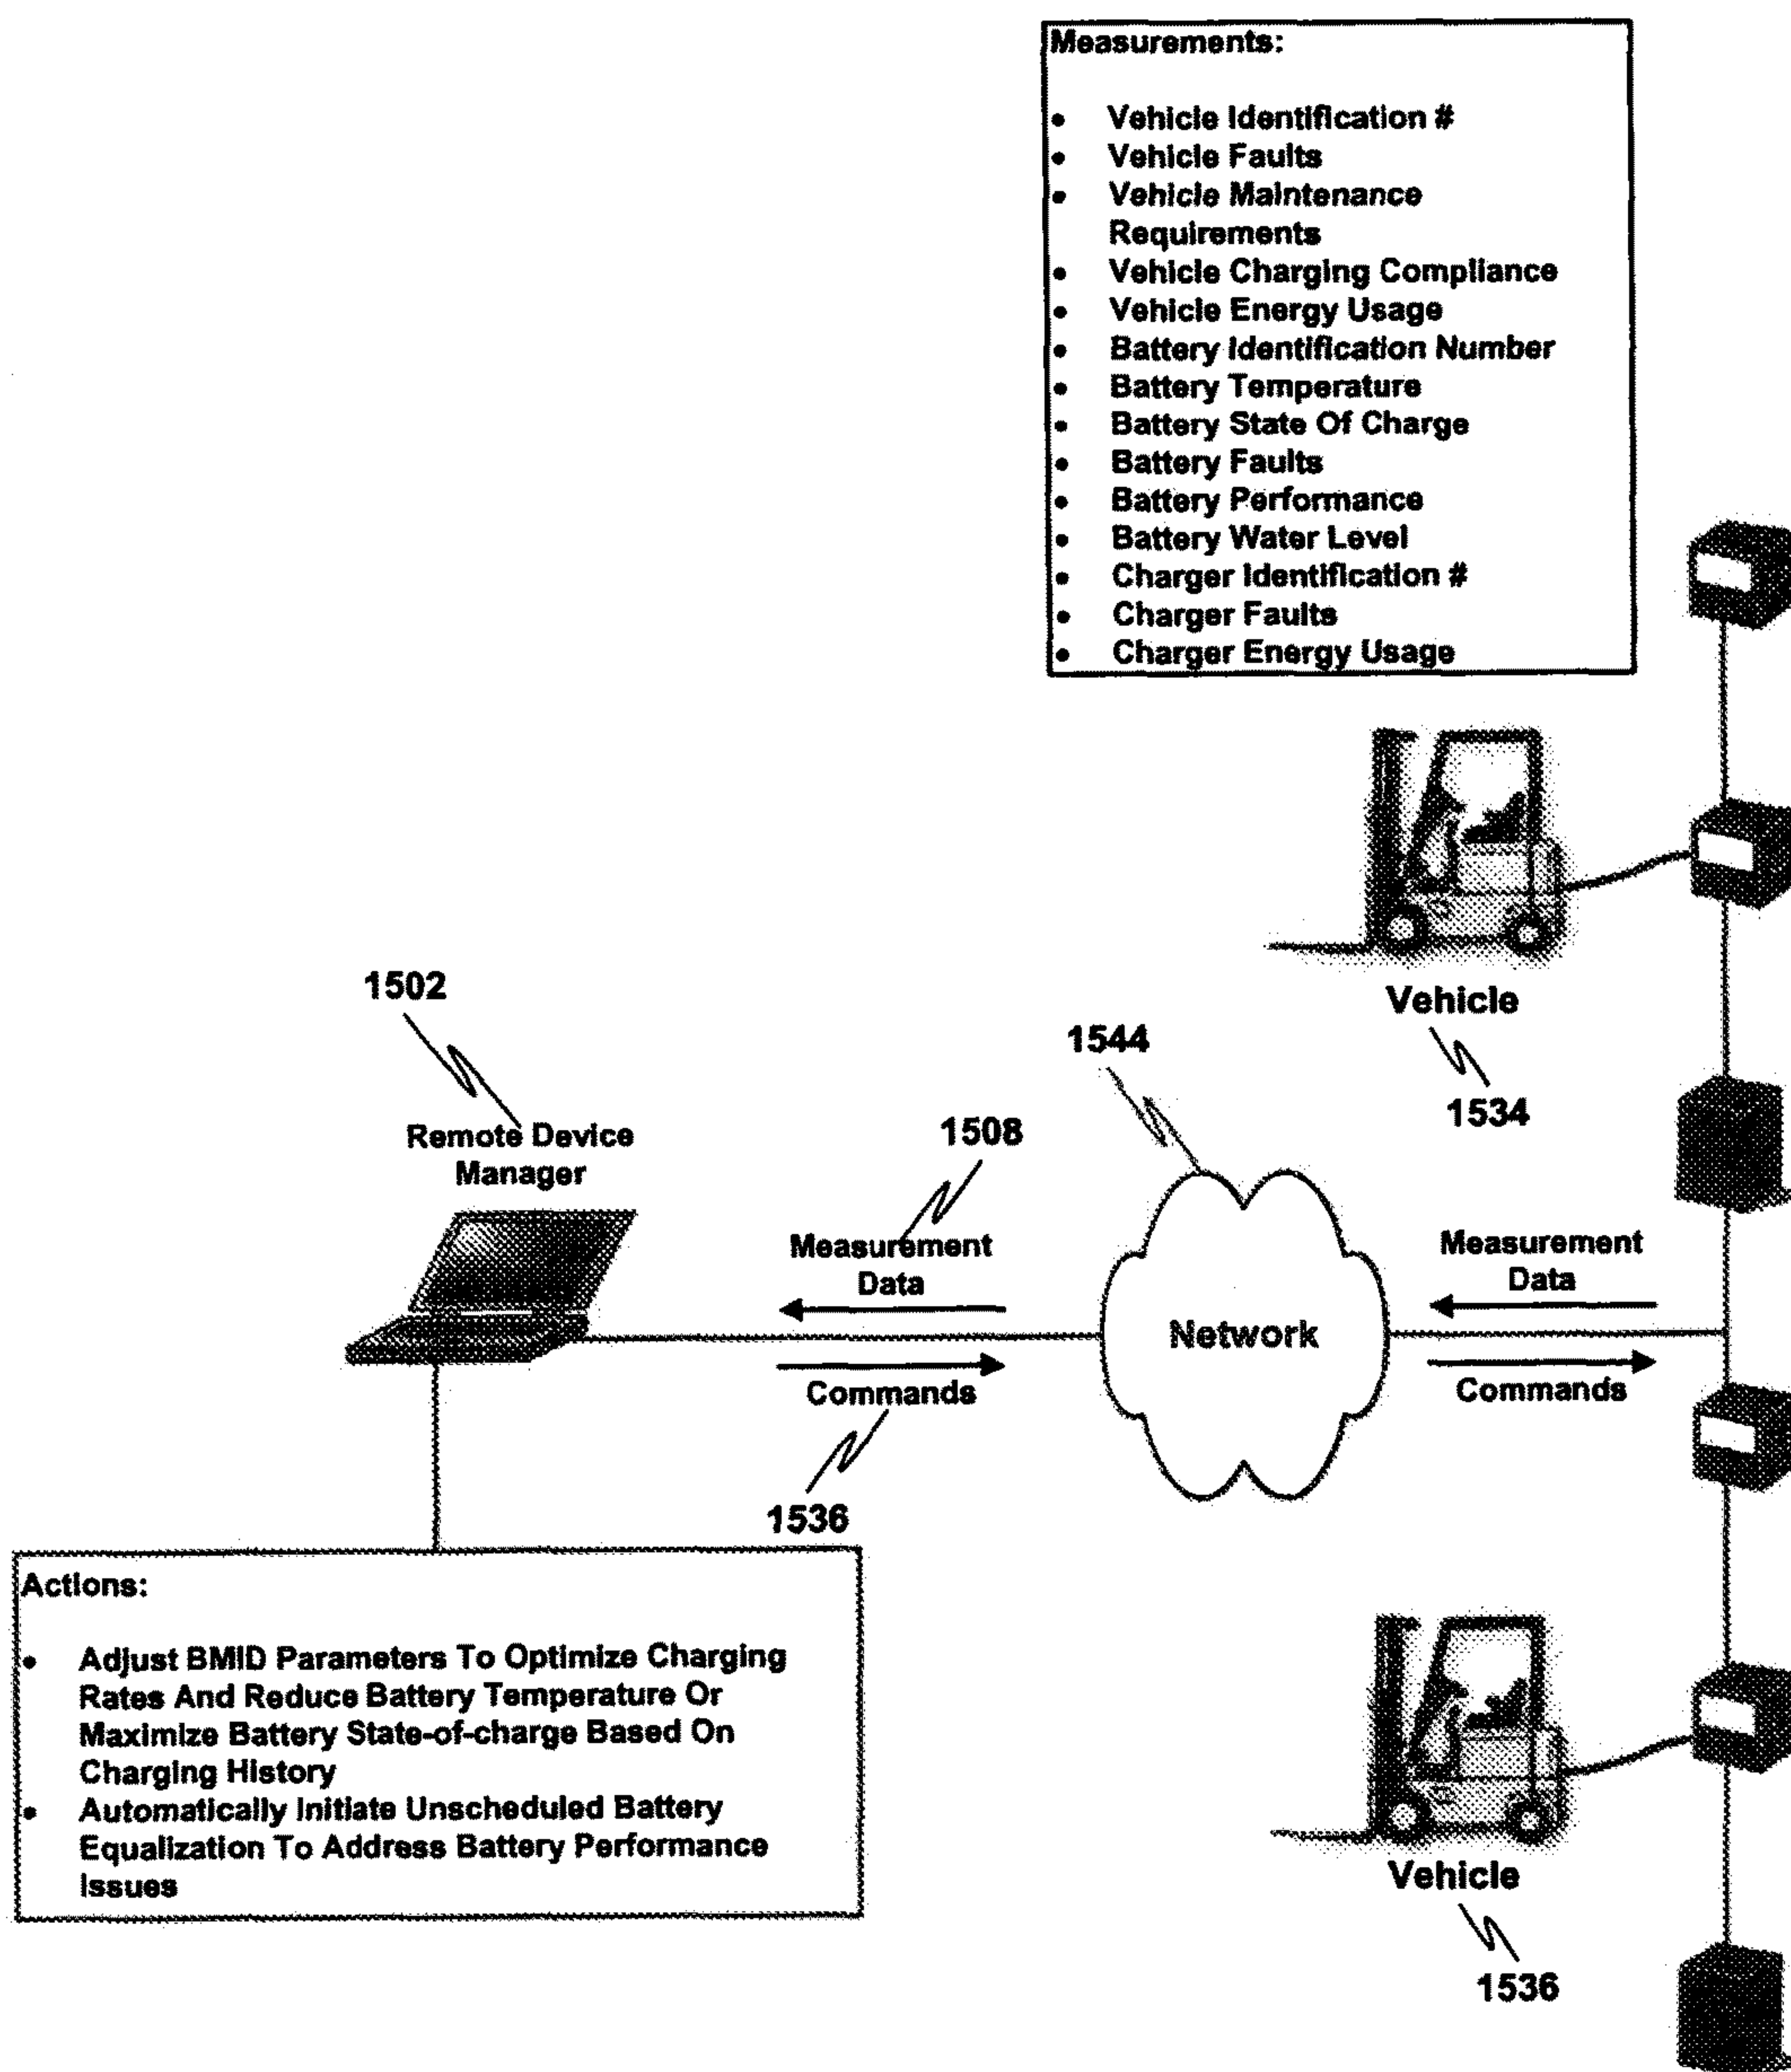 Measurements:
• Vehicle Identification #
• Vehicle Faults
• Vehicle Maintenance
Requirements
• Vehicle Charging Compliance
• Vehicle Energy Usage
• Battery Identification Number
• Battery Temperature
• Battery State Of Charge
• Battery Faults
• Battery Performance
• Battery Water Level
• Charger Identification #
• Charger Faults
• Charger Energy Usage
Vehicle
1534
1502
Remote Device
Manager
1544
1508
Measurement
Data
Commands
1536
Network
Measurement
Data
Commands
Actions:
• Adjust BMID Parameters To Optimize Charging
Rates And Reduce Battery Temperature Or
Maximize Battery State-of-charge Based On
Charging History
• Automatically Initiate Unscheduled Battery
Equalization To Address Battery Performance
Issues
Vehicle
1536